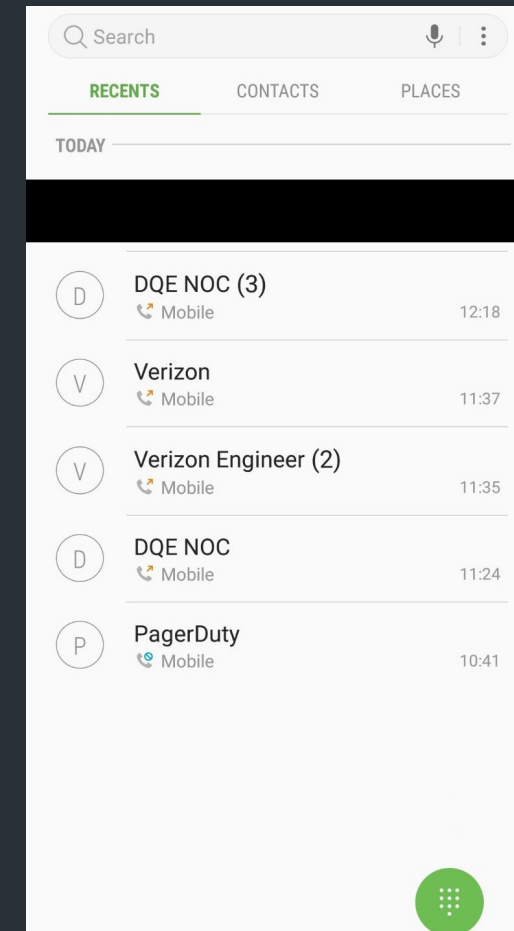 Search
RECENTS CONTACTS PLACES
TODAY
D
DQE NOC (3)
Mobile 12:18
V
Verizon
Mobile 11:37
V
Verizon Engineer (2)
Mobile 11:35
D
DQE NOC
Mobile 11:24
P
PagerDuty
Mobile 10:41